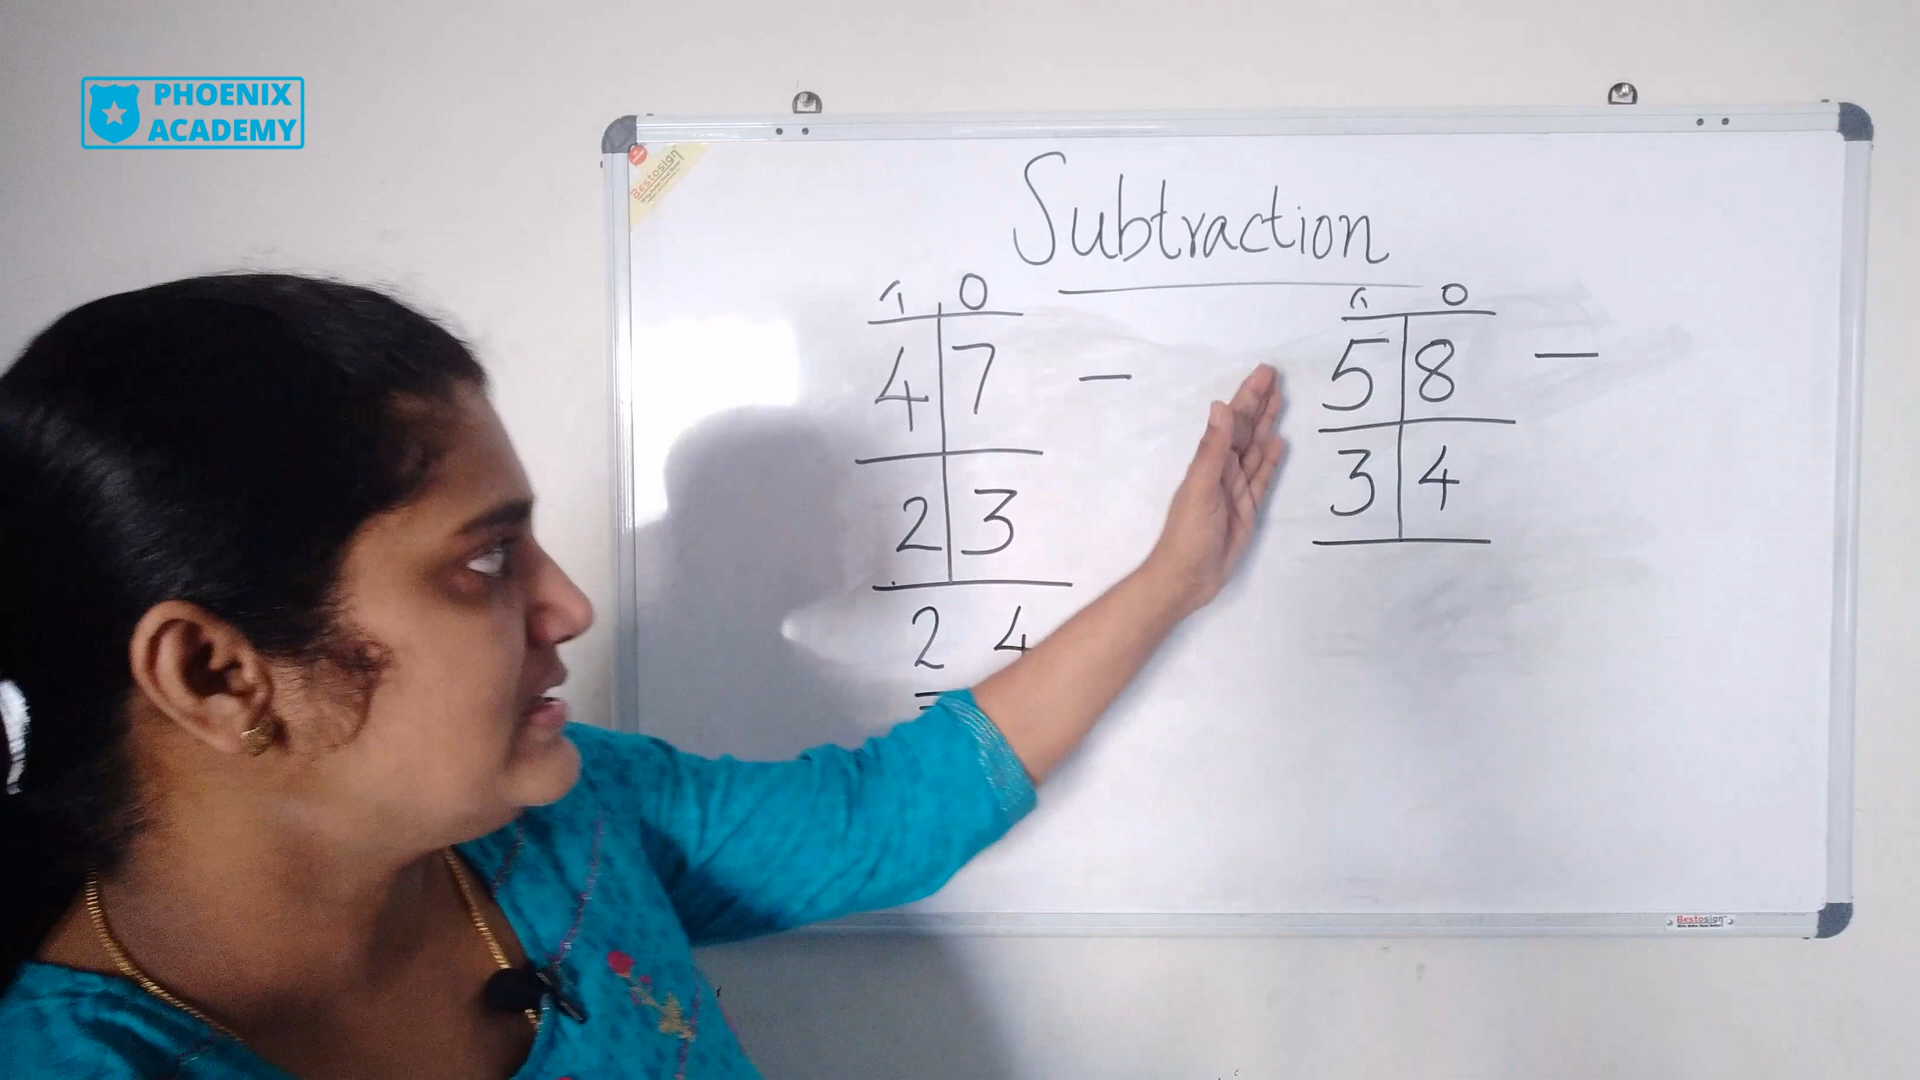 PHOENIX
ACADEMY
Bestosign
Subtraction
T O
4 7 —
2 3
2 4
T O
5 8 —
3 4
Bestosign